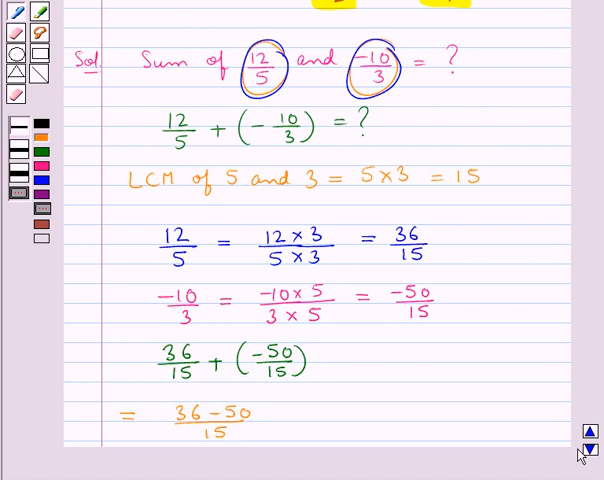 Sol. Sum of 12/5 and -10/3 = ?
12/5 + (-10/3) = ?
LCM of 5 and 3 = 5×3 = 15
12/5 = 12×3/5×3 = 36/15
-10/3 = -10×5/3×5 = -50/15
36/15 + (-50/15)
= 36-50/15